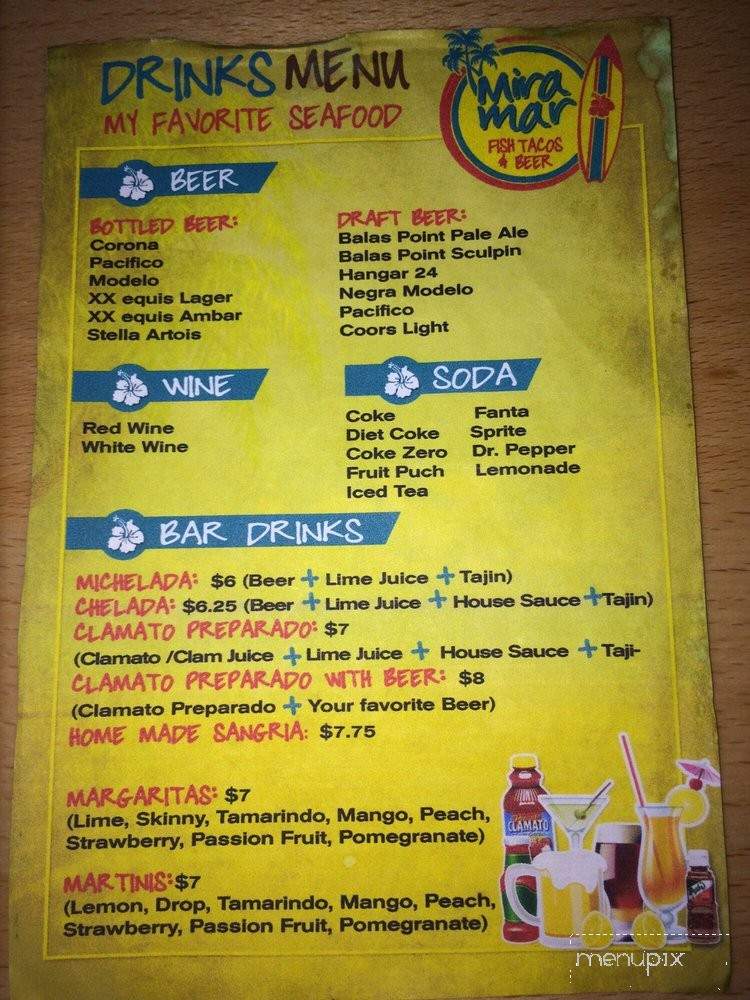 DRINKS MENU
MY FAVORITE SEAFOOD
Mira
mar
FISH TACOS
& BEER
BEER
BOTTLED BEER:
Corona
Pacifico
Modelo
XX equis Lager
XX equis Ambar
Stella Artois
DRAFT BEER:
Balas Point Pale Ale
Balas Point Sculpin
Hangar 24
Negra Modelo
Pacifico
Coors Light
WINE
Red Wine
White Wine
SODA
Coke
Diet Coke
Coke Zero
Fruit Puch
Iced Tea
Fanta
Sprite
Dr. Pepper
Lemonade
BAR DRINKS
MICHELADA: $6 (Beer + Lime Juice + Tajin)
CHELADA: $6.25 (Beer + Lime Juice + House Sauce + Tajin)
CLAMATO PREPARADO: $7
(Clamato /Clam Juice + Lime Juice + House Sauce + Taji-
CLAMATO PREPARADO WITH BEER: $8
(Clamato Preparado + Your favorite Beer)
HOME MADE SANGRIA: $7.75
MARGARITAS: $7
(Lime, Skinny, Tamarindo, Mango, Peach,
Strawberry, Passion Fruit, Pomegranate)
MARTINIS: $7
(Lemon, Drop, Tamarindo, Mango, Peach,
Strawberry, Passion Fruit, Pomegranate)
CLAMATO
menupix